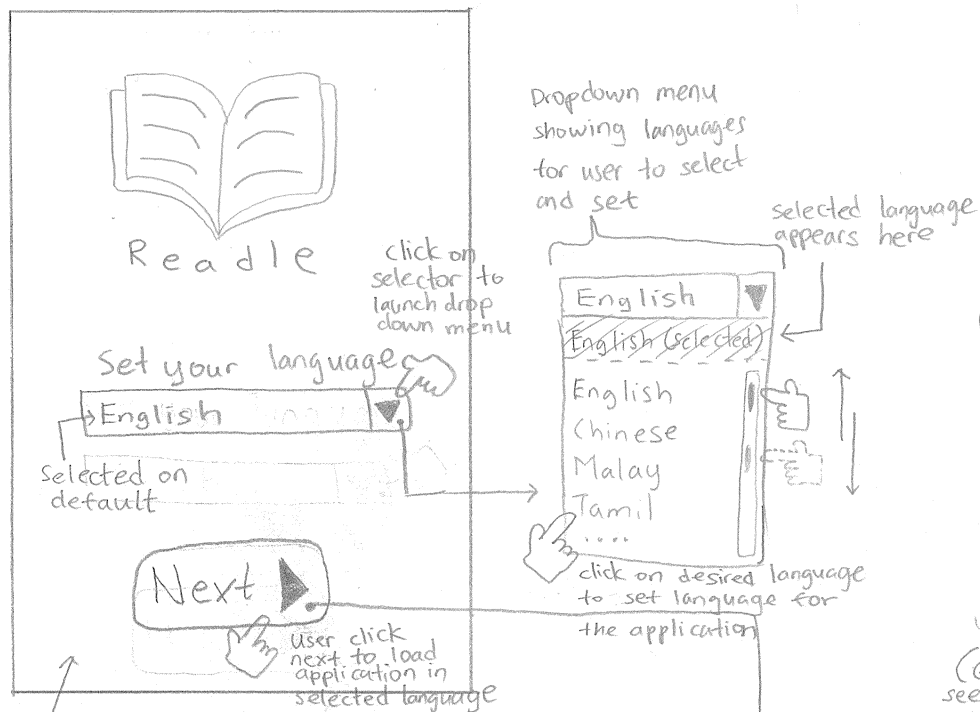 Readle
click on
selector to
launch drop
down menu
Set your language
English
selected on
default
Next
user click
next to load
application in
selected language
Dropdown menu
showing languages
for user to select
and set
selected language
appears here
English
English (selected)
English
Chinese
Malay
Tamil
....
click on desired language
to set language for
the application
see